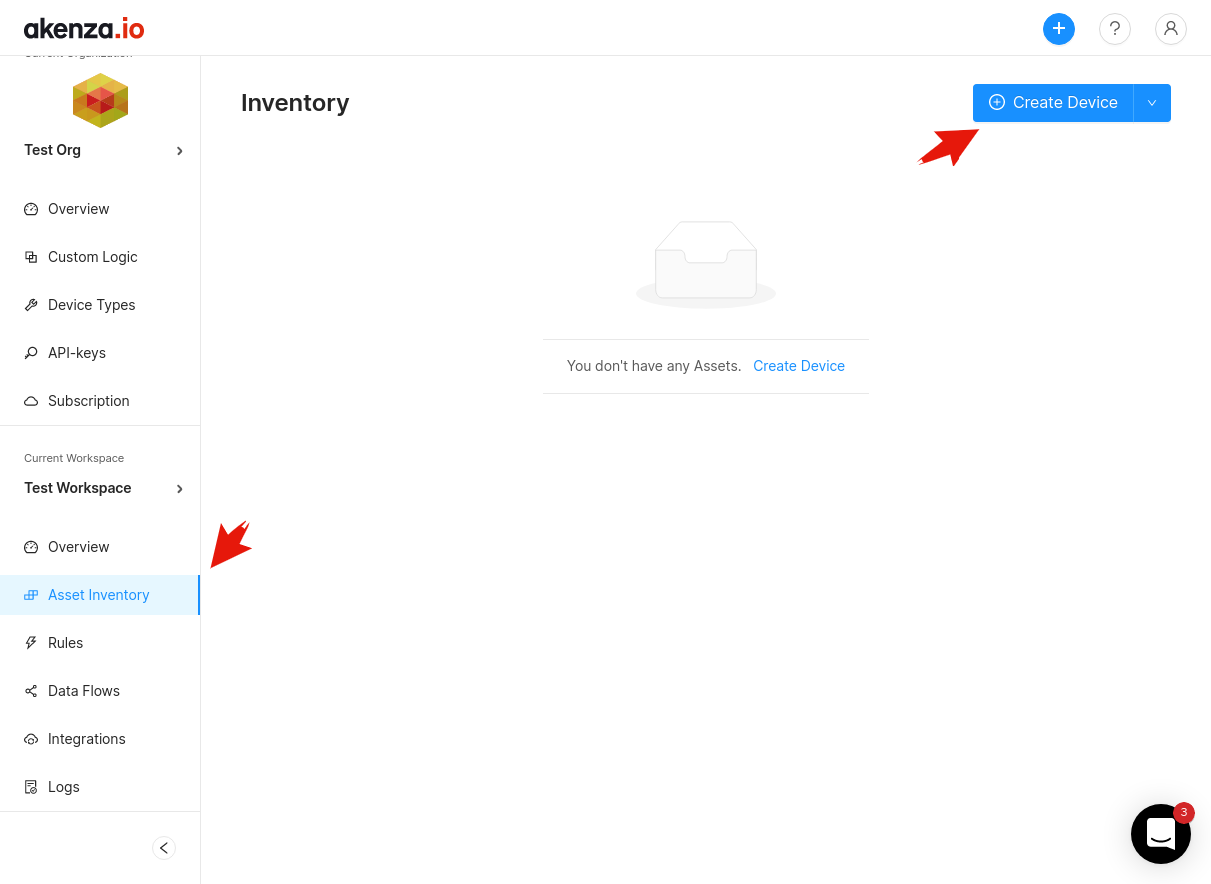 akenza.io
Current Organization
Test Org
Overview
Custom Logic
Device Types
API-keys
Subscription
Current Workspace
Test Workspace
Overview
Asset Inventory
Rules
Data Flows
Integrations
Logs
Inventory
Create Device
You don't have any Assets. Create Device
3